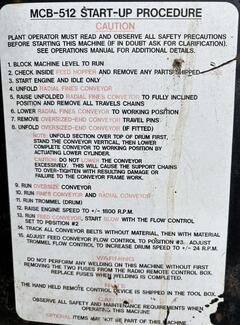 MCB-512 START-UP PROCEDURE
CAUTION
PLANT OPERATOR MUST READ AND OBSERVE ALL SAFETY PRECAUTIONS
BEFORE STARTING THIS MACHINE (IF IN DOUBT ASK FOR CLARIFICATION).
SEE OPERATIONS MANUAL FOR ADDITIONAL DETAILS.
1. BLOCK MACHINE LEVEL TO RUN
2. CHECK INSIDE FEED HOPPER AND REMOVE ANY PARTS SHIPPED
3. START ENGINE AND IDLE ONLY
4. UNFOLD RADIAL FINES CONVEYOR
5. RAISE UNFOLDED RADIAL FINES CONVEYOR TO FULLY INCLINED
POSITION AND REMOVE ALL TRAVELS CHAINS
6. LOWER RADIAL FINES CONVEYOR TO WORKING POSITION
7. REMOVE OVERSIZED-END CONVEYOR TRAVEL PINS
8. UNFOLD OVERSIZED-END CONVEYOR (IF FITTED)
NOTE: UNFOLD SECTION OVER TOP OF DRUM FIRST,
STAND THE CONVEYOR VERTICAL, THEN LOWER
COMPLETE CONVEYOR TO WORKING POSITION BY
ACTUATING LOWER CYLINDER.
CAUTION: DO NOT LOWER THE CONVEYOR
EXCESSIVELY. THIS WILL CAUSE THE SUPPORT CHAINS
TO OVER-TIGHTEN WITH RESULTING DAMAGE OR
FAILURE TO THE CONVEYOR FRAME WORK.
9. RUN OVERSIZE CONVEYOR
10. RUN FINES CONVEYOR AND RADIAL CONVEYOR
11. RUN TROMMEL (DRUM)
12. RAISE ENGINE SPEED TO +/- 1800 R.P.M.
13. RUN FEED CONVEYOR, START SLOW WITH THE FLOW CONTROL
SET TO POSITION #2
14. TRACK ALL CONVEYOR BELTS WITHOUT MATERIAL, THEN WITH MATERIAL
15. ADJUST FEED CONVEYOR FLOW CONTROL TO POSITION #3. ADJUST
TROMMEL FLOW CONTROL TO INCREASE DRUM SPEED TO +/- 24 R.P.M.
WARNING
DO NOT PERFORM ANY WELDING ON THIS MACHINE WITHOUT FIRST
REMOVING THE TWO FUSES FROM THE RADIO REMOTE CONTROL BOX.
REPLACE FUSES WHEN WELDING IS COMPLETED.
NOTE
THE HAND HELD REMOTE CONTROL DEVICE IS SHIPPED IN THE TOOL BOX.
OBSERVE ALL SAFETY AND MAINTENANCE REQUIREMENTS WHEN
OPERATING THIS MACHINE
OPTIONAL ITEMS MAY NOT BE PART OF THIS MACHINE